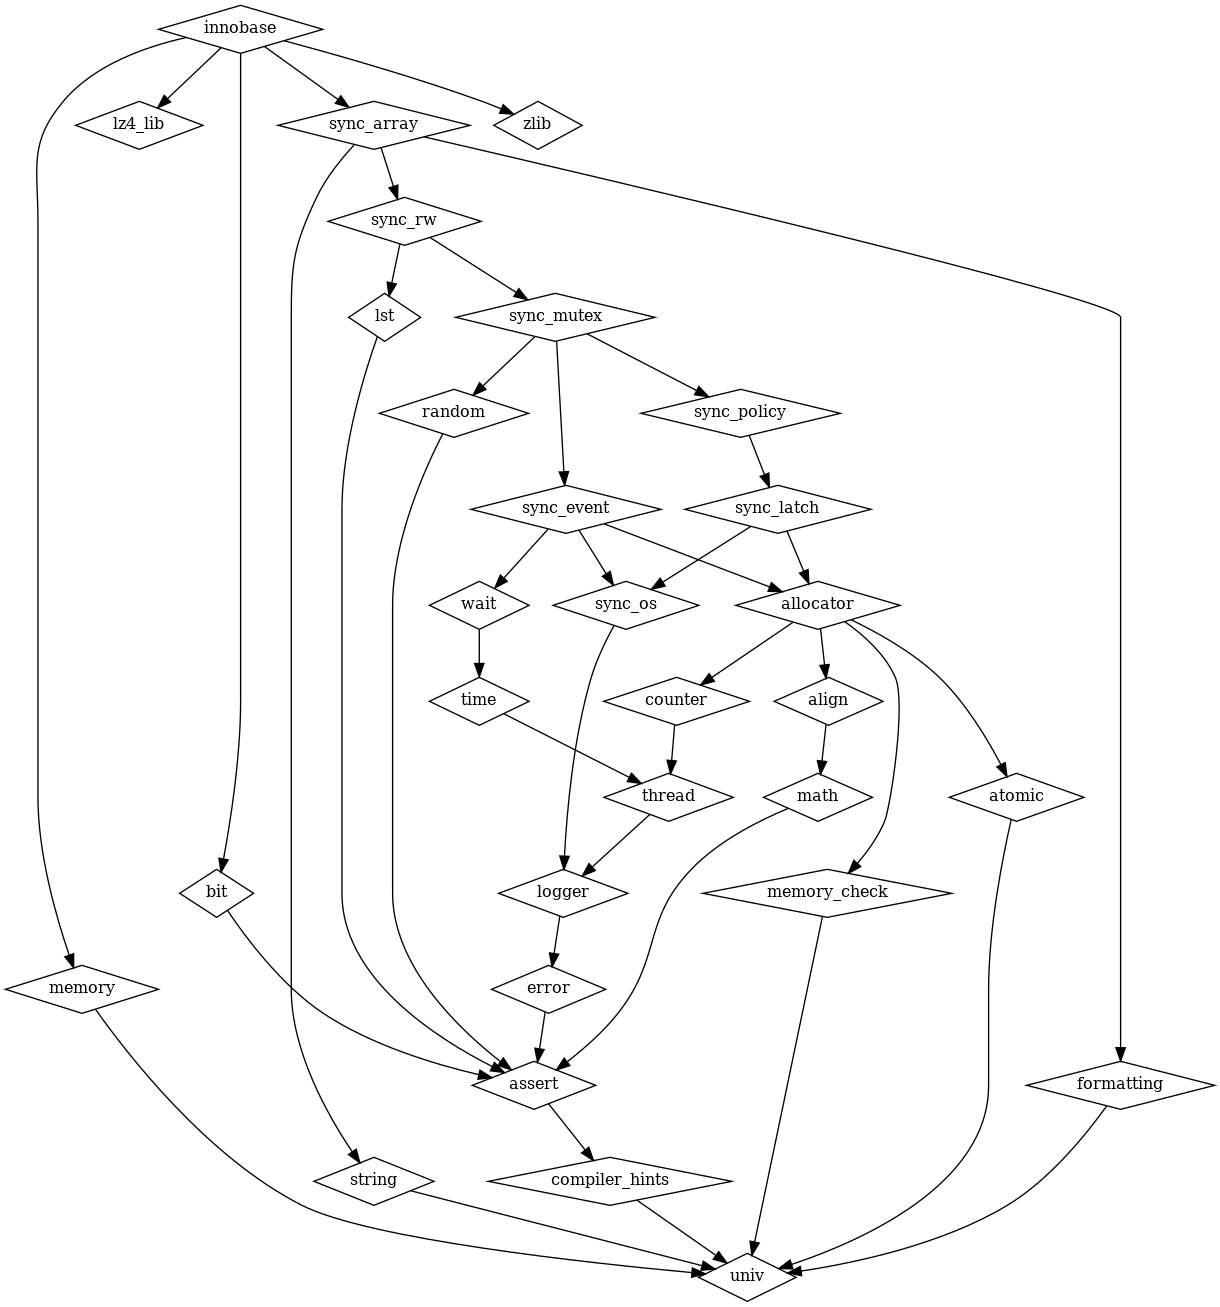 innobase
lz4_lib
sync_array
zlib
sync_rw
lst
sync_mutex
random
sync_policy
sync_event
sync_latch
wait
sync_os
allocator
time
counter
align
thread
math
atomic
bit
logger
memory_check
memory
error
assert
formatting
string
compiler_hints
univ